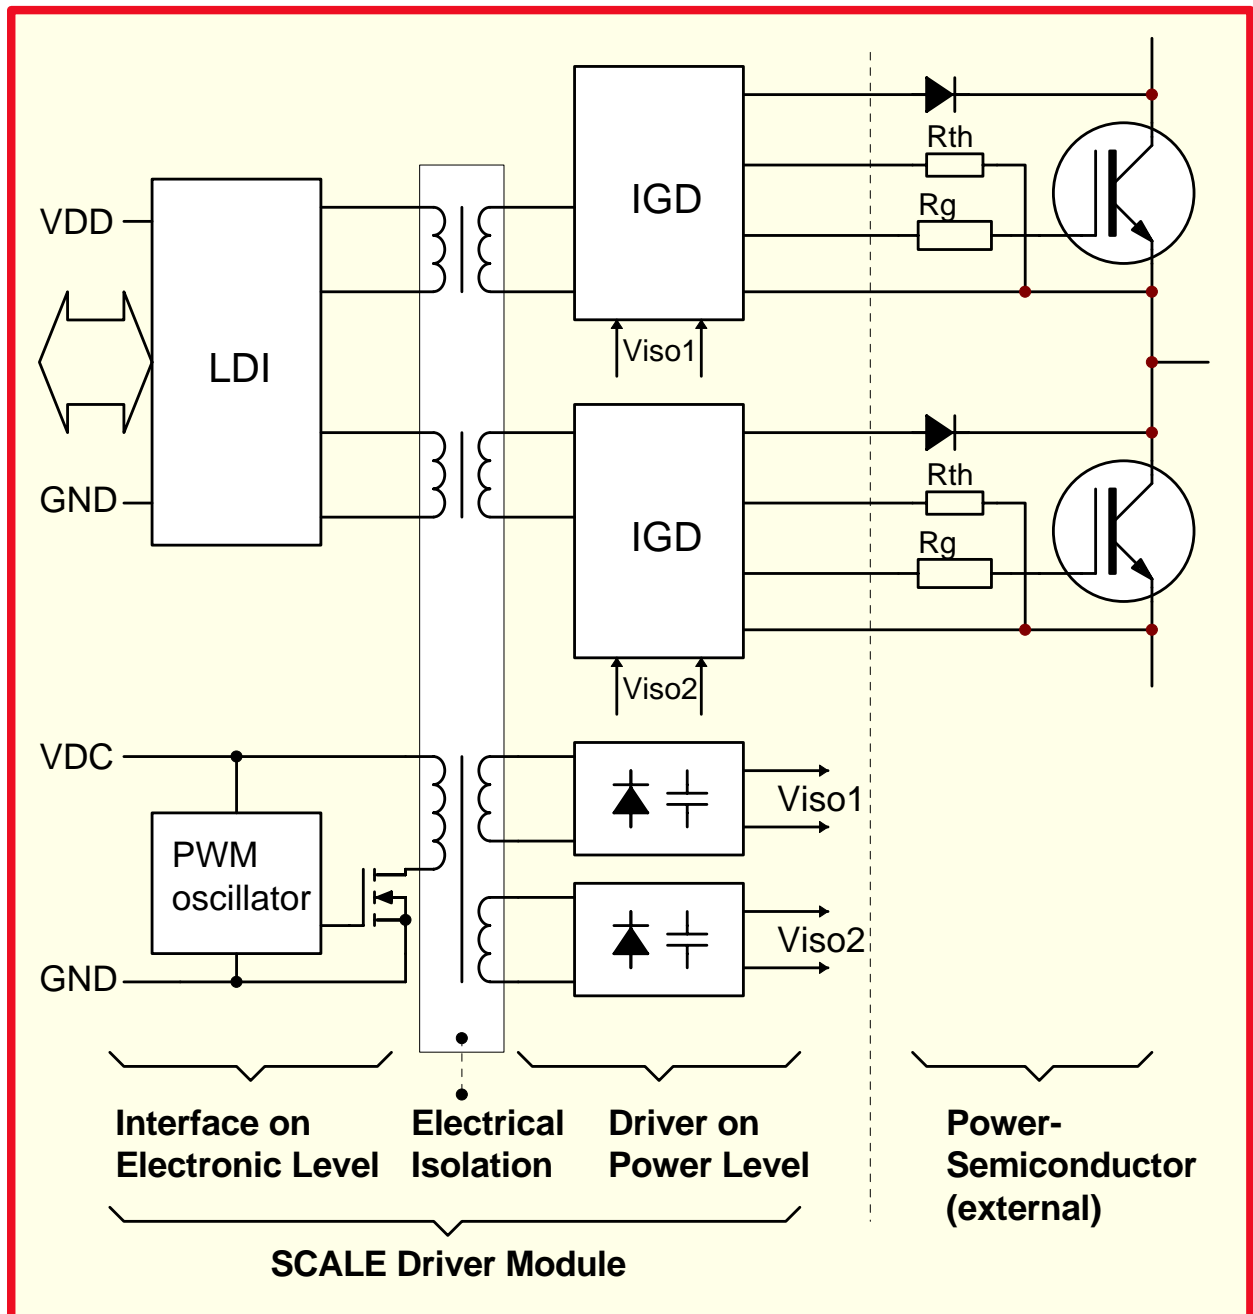 IGD
Rth
Rg
VDD
LDI
Viso1
GND
IGD
Rth
Rg
Viso2
VDC
PWM
oscillator
GND
Viso1
Viso2
Interface on
Electronic Level
Electrical
Isolation
Driver on
Power Level
Power-
Semiconductor
(external)
SCALE Driver Module